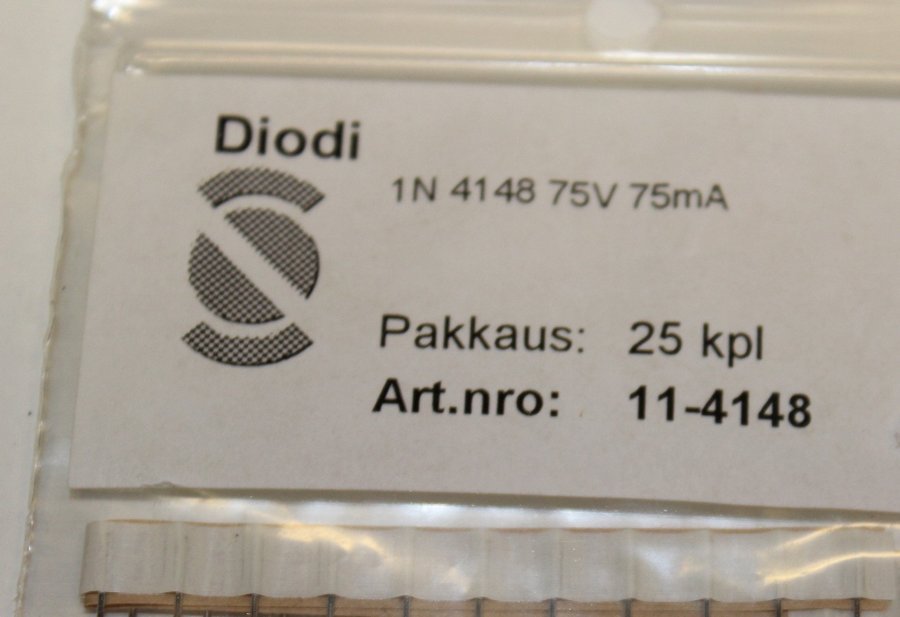 Diodi
1N 4148 75V 75mA
Pakkaus: 25 kpl
Art.nro: 11-4148